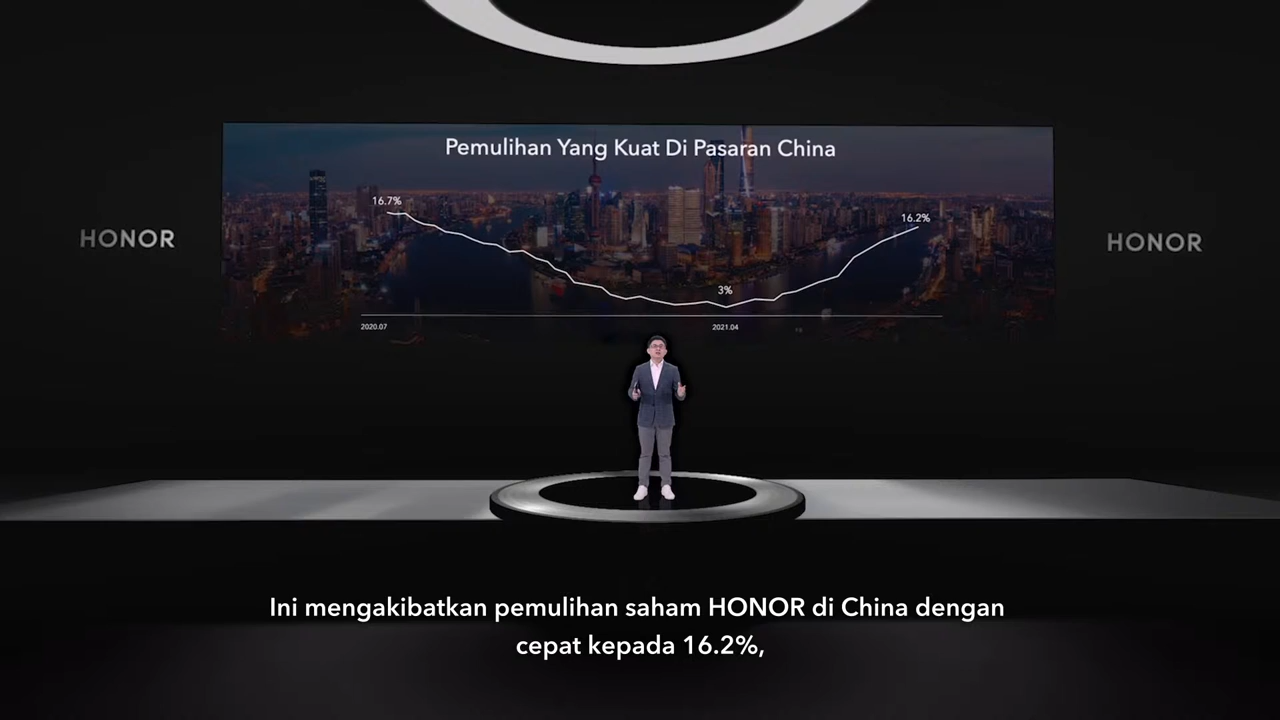 Pemulihan Yang Kuat Di Pasaran China
16.7%
16.2%
HONOR
HONOR
3%
2020.07
2021.04
Ini mengakibatkan pemulihan saham HONOR di China dengan
cepat kepada 16.2%,